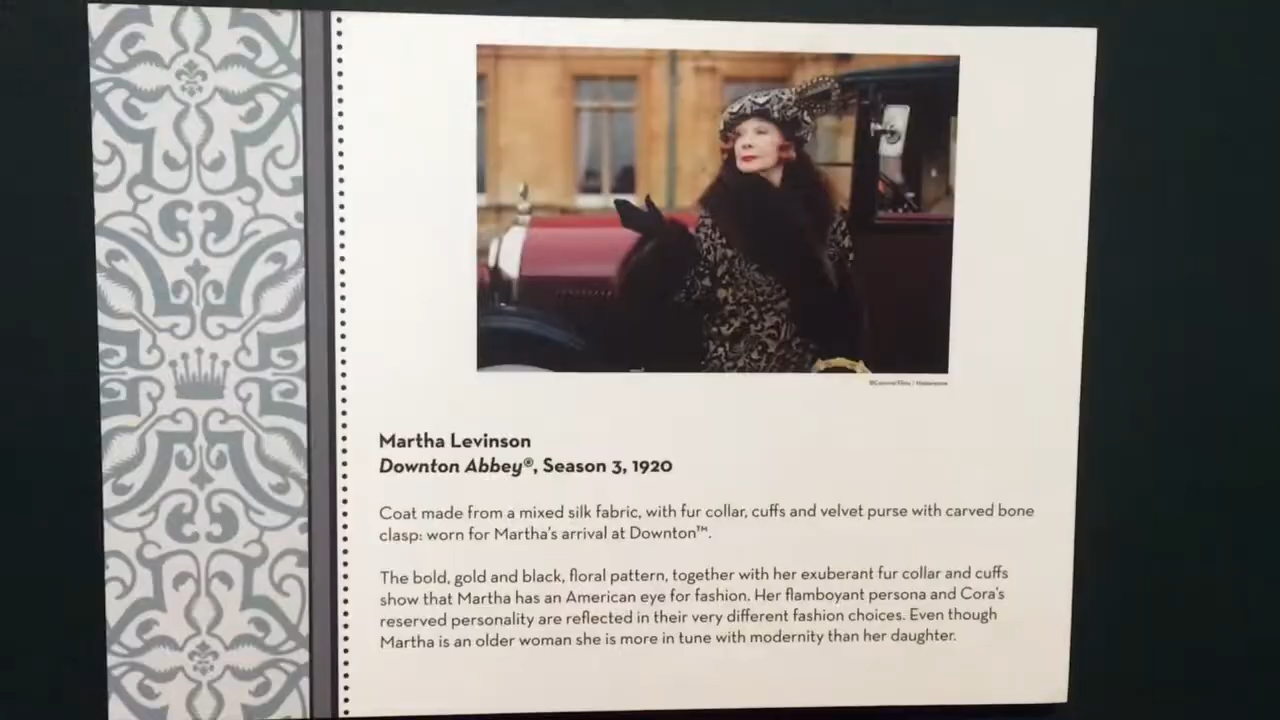 Martha Levinson
Downton Abbey®, Season 3, 1920
Coat made from a mixed silk fabric, with fur collar, cuffs and velvet purse with carved bone
clasp: worn for Martha's arrival at Downton™.
The bold, gold and black, floral pattern, together with her exuberant fur collar and cuffs
show that Martha has an American eye for fashion. Her flamboyant persona and Cora's
reserved personality are reflected in their very different fashion choices. Even though
Martha is an older woman she is more in tune with modernity than her daughter.